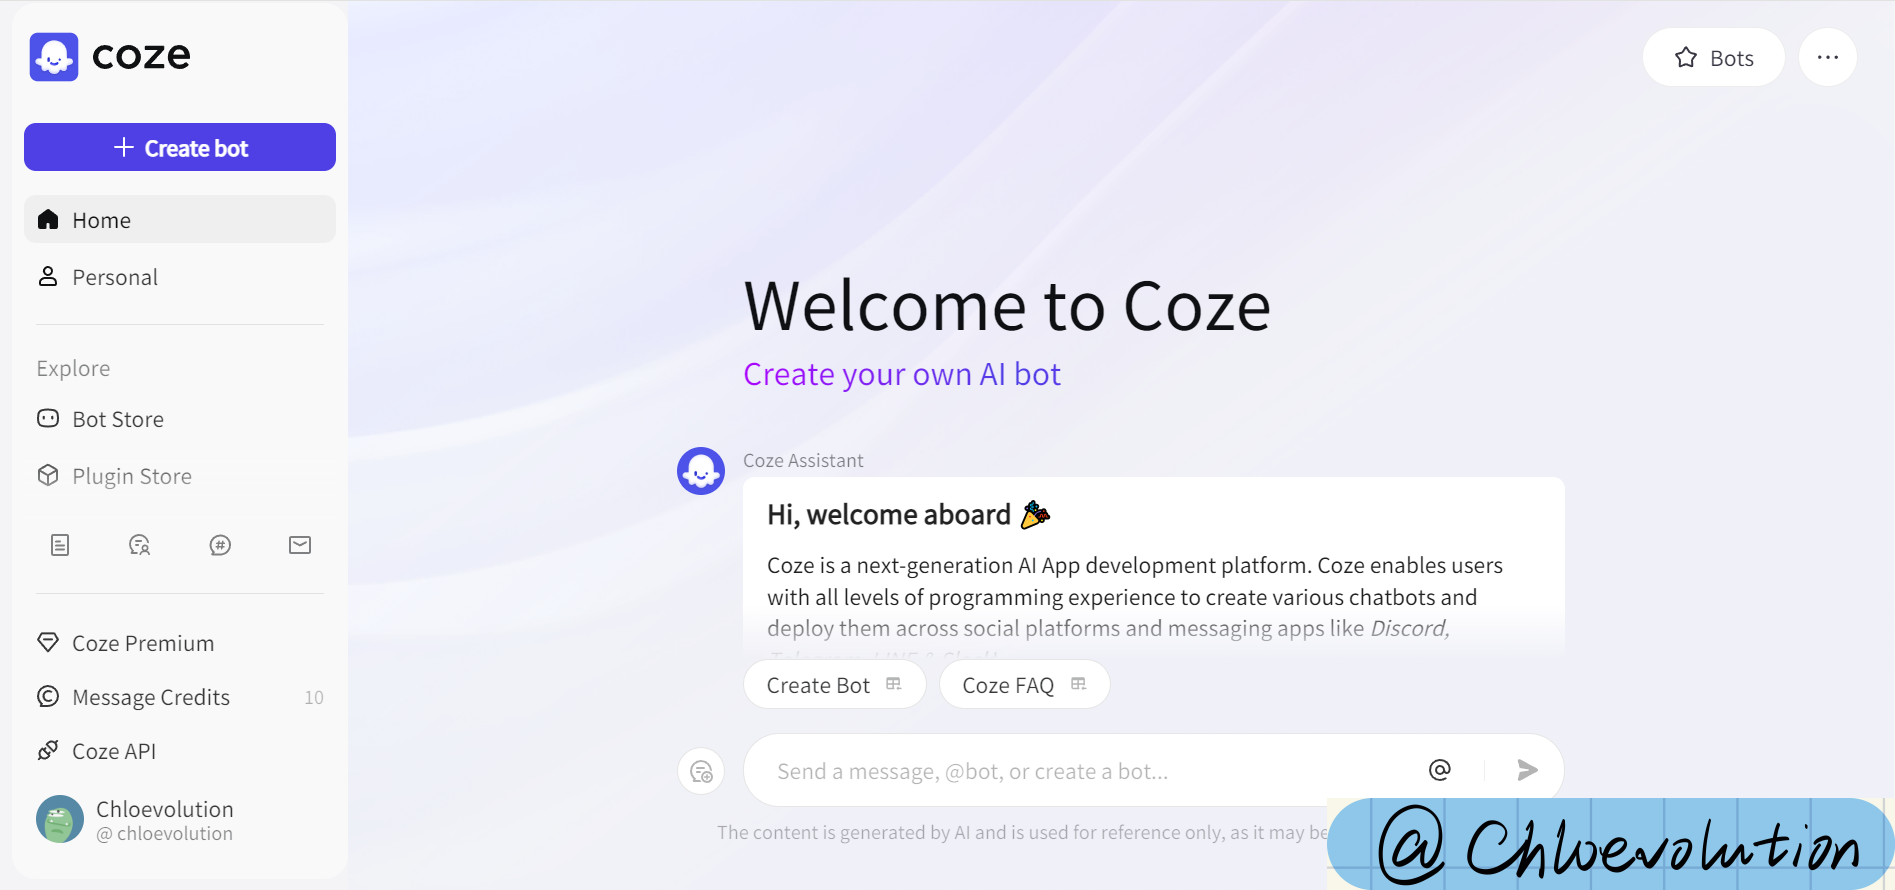 coze
Bots
Create bot
Home
Personal
Explore
Bot Store
Plugin Store
Coze Premium
Message Credits 10
Coze API
Chloevolution
@ chloevolution
Welcome to Coze
Create your own AI bot
Coze Assistant
Hi, welcome aboard 🎉
Coze is a next-generation AI App development platform. Coze enables users
with all levels of programming experience to create various chatbots and
deploy them across social platforms and messaging apps like Discord,
Create Bot
Coze FAQ
Send a message, @bot, or create a bot...
The content is generated by AI and is used for reference only, as it may be
@ Chloevolution